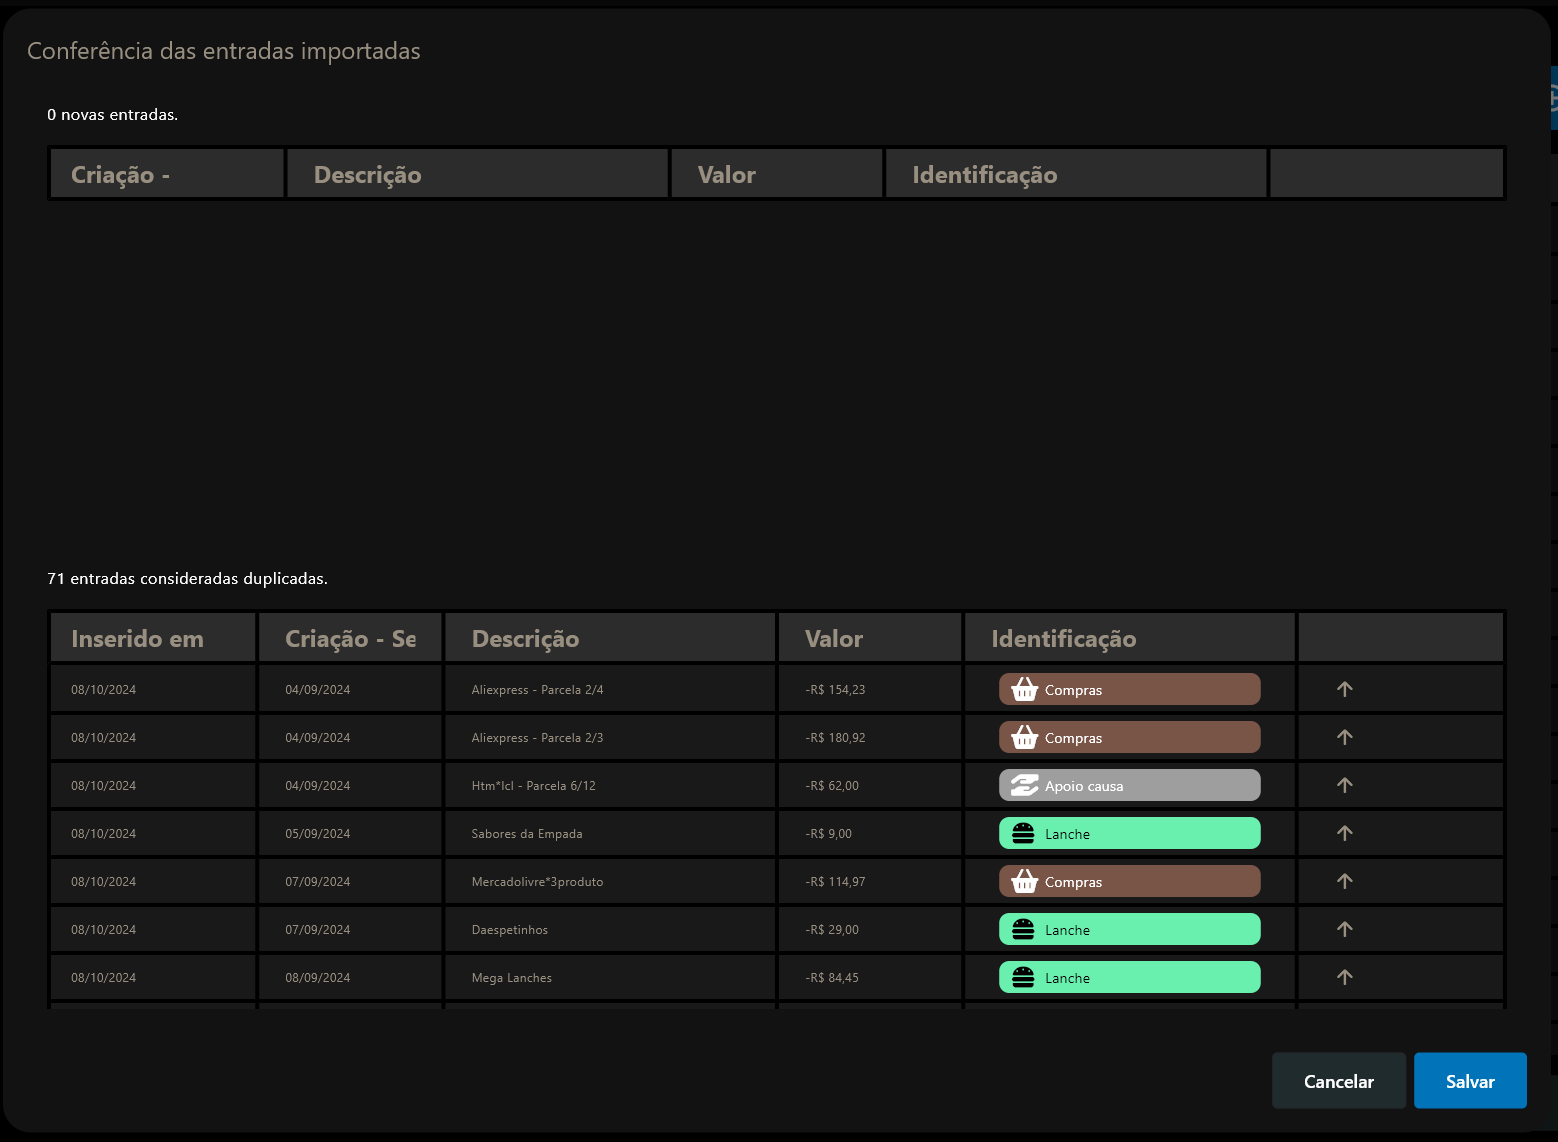 Conferência das entradas importadas
0 novas entradas.
Criação - Descrição Valor Identificação
71 entradas consideradas duplicadas.
Inserido em Criação - Se Descrição Valor Identificação
08/10/2024 04/09/2024 Aliexpress - Parcela 2/4 -R$ 154,23 Compras
08/10/2024 04/09/2024 Aliexpress - Parcela 2/3 -R$ 180,92 Compras
08/10/2024 04/09/2024 Htm*Icl - Parcela 6/12 -R$ 62,00 Apoio causa
08/10/2024 05/09/2024 Sabores da Empada -R$ 9,00 Lanche
08/10/2024 07/09/2024 Mercadolivre*3produto -R$ 114,97 Compras
08/10/2024 07/09/2024 Daespetinhos -R$ 29,00 Lanche
08/10/2024 08/09/2024 Mega Lanches -R$ 84,45 Lanche
Cancelar Salvar